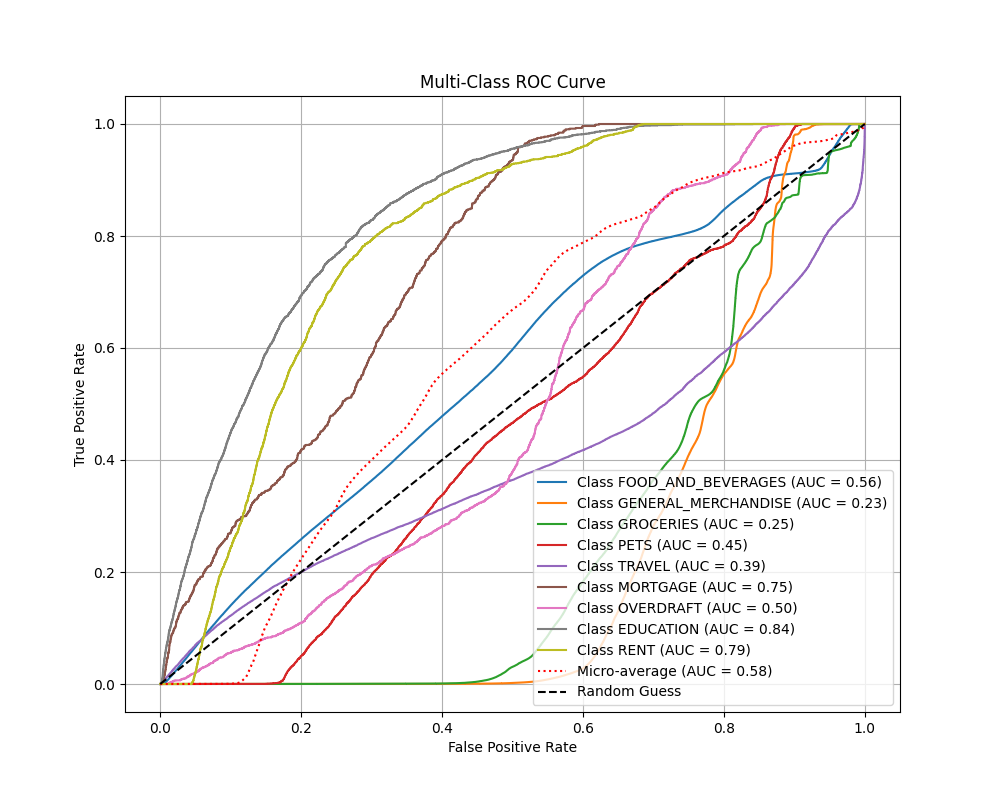 Multi-Class ROC Curve
True Positive Rate
1.0
0.8
0.6
0.4
0.2
0.0
Class FOOD_AND_BEVERAGES (AUC = 0.56)
Class GENERAL_MERCHANDISE (AUC = 0.23)
Class GROCERIES (AUC = 0.25)
Class PETS (AUC = 0.45)
Class TRAVEL (AUC = 0.39)
Class MORTGAGE (AUC = 0.75)
Class OVERDRAFT (AUC = 0.50)
Class EDUCATION (AUC = 0.84)
Class RENT (AUC = 0.79)
Micro-average (AUC = 0.58)
Random Guess
0.0 0.2 0.4 0.6 0.8 1.0
False Positive Rate